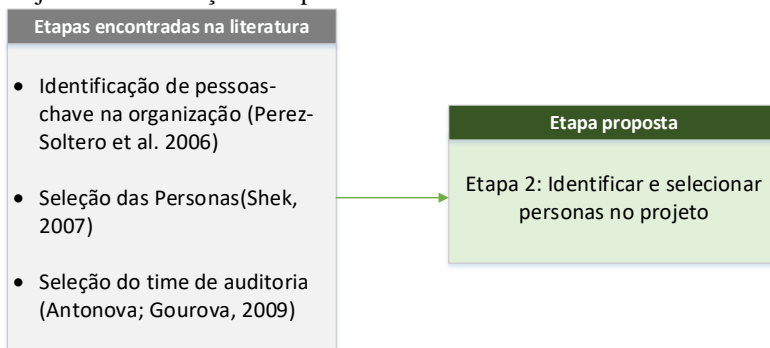 Etapas encontradas na literatura
• Identificação de pessoas-
chave na organização (Perez-
Soltero et al. 2006)
• Seleção das Personas(Shek,
2007)
• Seleção do time de auditoria
(Antonova; Gourova, 2009)
Etapa proposta
Etapa 2: Identificar e selecionar
personas no projeto